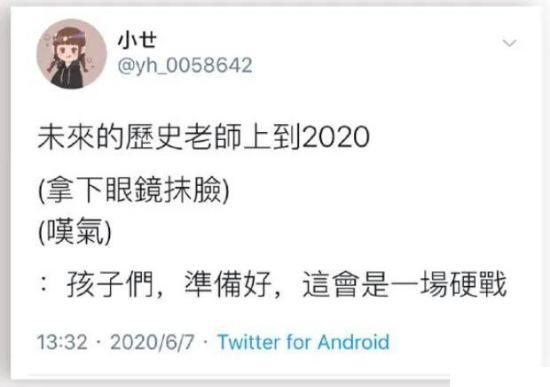 小せ
@yh_0058642
未來的歷史老師上到2020
(拿下眼鏡抹臉)
(嘆氣)
：孩子們，準備好，這會是一場硬戰
13:32 · 2020/6/7 · Twitter for Android